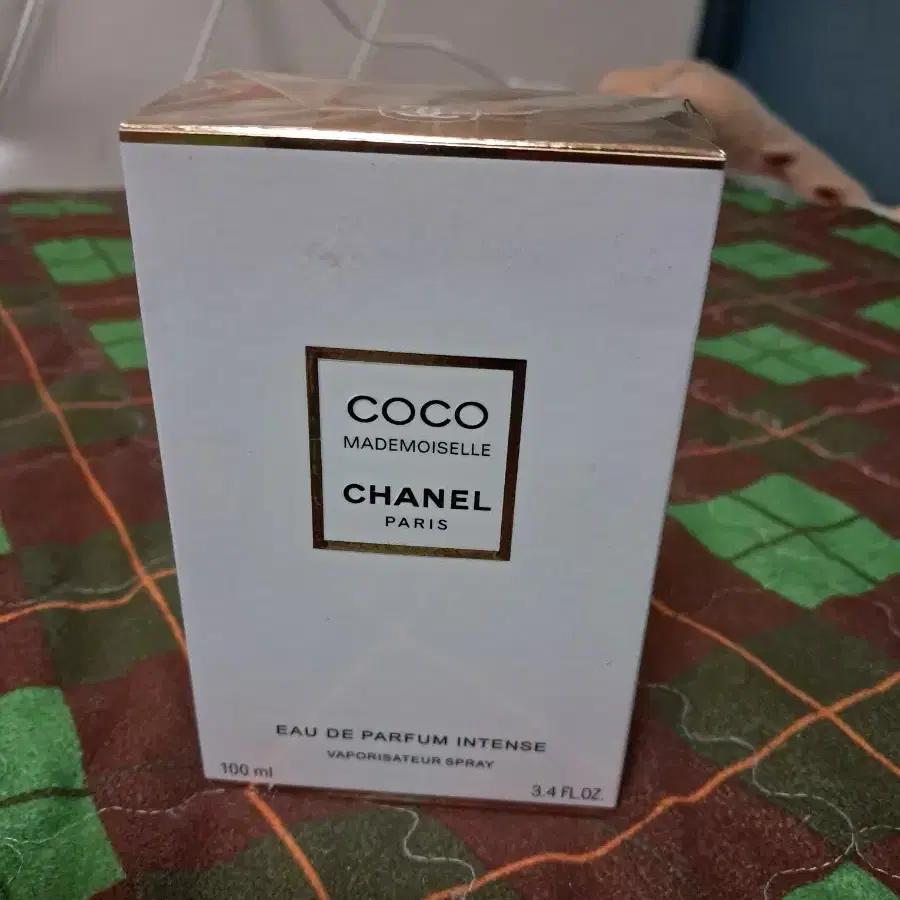 COCO
MADEMOISELLE
CHANEL
PARIS
EAU DE PARFUM INTENSE
VAPORISATEUR SPRAY
100 ml
3.4 FL.OZ.